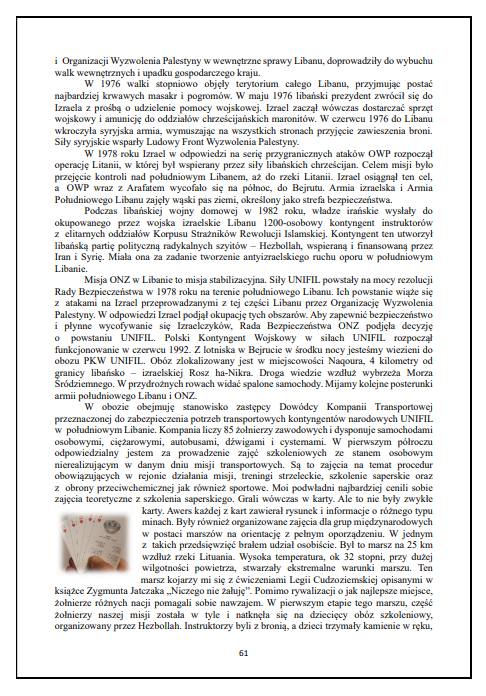 i Organizacji Wyzwolenia Palestyny w wewnętrzne sprawy Libanu, doprowadziły do wybuchu
walk wewnętrznych i upadku gospodarczego kraju.
W 1976 walki stopniowo objęły terytorium całego Libanu, przyjmując postać
najbardziej krwawych masakr i pogromów. W maju 1976 libański prezydent zwrócił się do
Izraela z prośbą o udzielenie pomocy wojskowej. Izrael zaczął wówczas dostarczać sprzęt
wojskowy i amunicję do oddziałów chrześcijańskich maronitów. W czerwcu 1976 do Libanu
wkroczyła syryjska armia, wymuszając na wszystkich stronach przyjęcie zawieszenia broni.
Siły syryjskie wsparły Ludowy Front Wyzwolenia Palestyny.
W 1978 roku Izrael w odpowiedzi na serię przygranicznych ataków OWP rozpoczął
operację Litanii, w której był wspierany przez siły libańskich chrześcijan. Celem misji było
przejęcie kontroli nad południowym Libanem, aż do rzeki Litanii. Izrael osiągnął ten cel,
a OWP wraz z Arafatem wycofało się na północ, do Bejrutu. Armia izraelska i Armia
Południowego Libanu zajęły wąski pas ziemi, określony jako strefa bezpieczeństwa.
Podczas libańskiej wojny domowej w 1982 roku, władze irańskie wysłały do
okupowanego przez wojska izraelskie Libanu 1200-osobowy kontyngent instruktorów
z elitarnych oddziałów Korpusu Strażników Rewolucji Islamskiej. Kontyngent ten utworzył
libańską partię polityczną radykalnych szyitów – Hezbollah, wspieraną i finansowaną przez
Iran i Syrię. Miała ona za zadanie tworzenie antyizraelskiego ruchu oporu w południowym
Libanie.
Misja ONZ w Libanie to misja stabilizacyjna. Siły UNIFIL powstały na mocy rezolucji
Rady Bezpieczeństwa w 1978 roku na terenie południowego Libanu. Ich powstanie wiąże się
z atakami na Izrael przeprowadzanymi z tej części Libanu przez Organizację Wyzwolenia
Palestyny. W odpowiedzi Izrael podjął okupację tych obszarów. Aby zapewnić bezpieczeństwo
i płynne wycofywanie się Izraelczyków, Rada Bezpieczeństwa ONZ podjęła decyzję
o powstaniu UNIFIL. Polski Kontyngent Wojskowy w siłach UNIFIL rozpoczął
funkcjonowanie w czerwcu 1992. Z lotniska w Bejrucie w środku nocy jesteśmy wiezieni do
obozu PKW UNIFIL. Obóz zlokalizowany jest w miejscowości Naqoura, 4 kilometry od
granicy libańsko – izraelskiej Rosz ha-Nikra. Droga wiedzie wzdłuż wybrzeża Morza
Śródziemnego. W przydrożnych rowach widać spalone samochody. Mijamy kolejne posterunki
armii południowego Libanu i ONZ.
W obozie obejmuję stanowisko zastępcy Dowódcy Kompanii Transportowej
przeznaczonej do zabezpieczenia potrzeb transportowych kontyngentów narodowych UNIFIL
w południowym Libanie. Kompania liczy 85 żołnierzy zawodowych i dysponuje samochodami
osobowymi, ciężarowymi, autobusami, dźwigami i cysternami. W pierwszym półroczu
odpowiedzialny jestem za prowadzenie zajęć szkoleniowych ze stanem osobowym
nierealizującym w danym dniu misji transportowych. Są to zajęcia na temat procedur
obowiązujących w rejonie działania misji, treningi strzeleckie, szkolenie saperskie oraz
z obrony przeciwchemicznej jak również sportowe. Moi podwładni najbardziej cenili sobie
zajęcia teoretyczne z szkolenia saperskiego. Grali wówczas w karty. Ale to nie były zwykłe
karty. Awers każdej z kart zawierał rysunek i informacje o różnego typu
minach. Były również organizowane zajęcia dla grup międzynarodowych
w postaci marszów na orientację z pełnym oporządzeniu. W jednym
z takich przedsięwzięć brałem udział osobiście. Był to marsz na 25 km
wzdłuż rzeki Lituania. Wysoka temperatura, ok 32 stopni, przy dużej
wilgotności powietrza, stwarzały ekstremalne warunki marszu. Ten
marsz kojarzy mi się z ćwiczeniami Legii Cudzoziemskiej opisanymi w
książce Zygmunta Jatczaka „Niczego nie żałuję”. Pomimo rywalizacji o jak najlepsze miejsce,
żołnierze różnych nacji pomagali sobie nawzajem. W pierwszym etapie tego marszu, część
żołnierzy naszej misji została w tyle i natknęła się na dziecięcy obóz szkoleniowy,
organizowany przez Hezbollah. Instruktorzy byli z bronią, a dzieci trzymały kamienie w ręku,
61